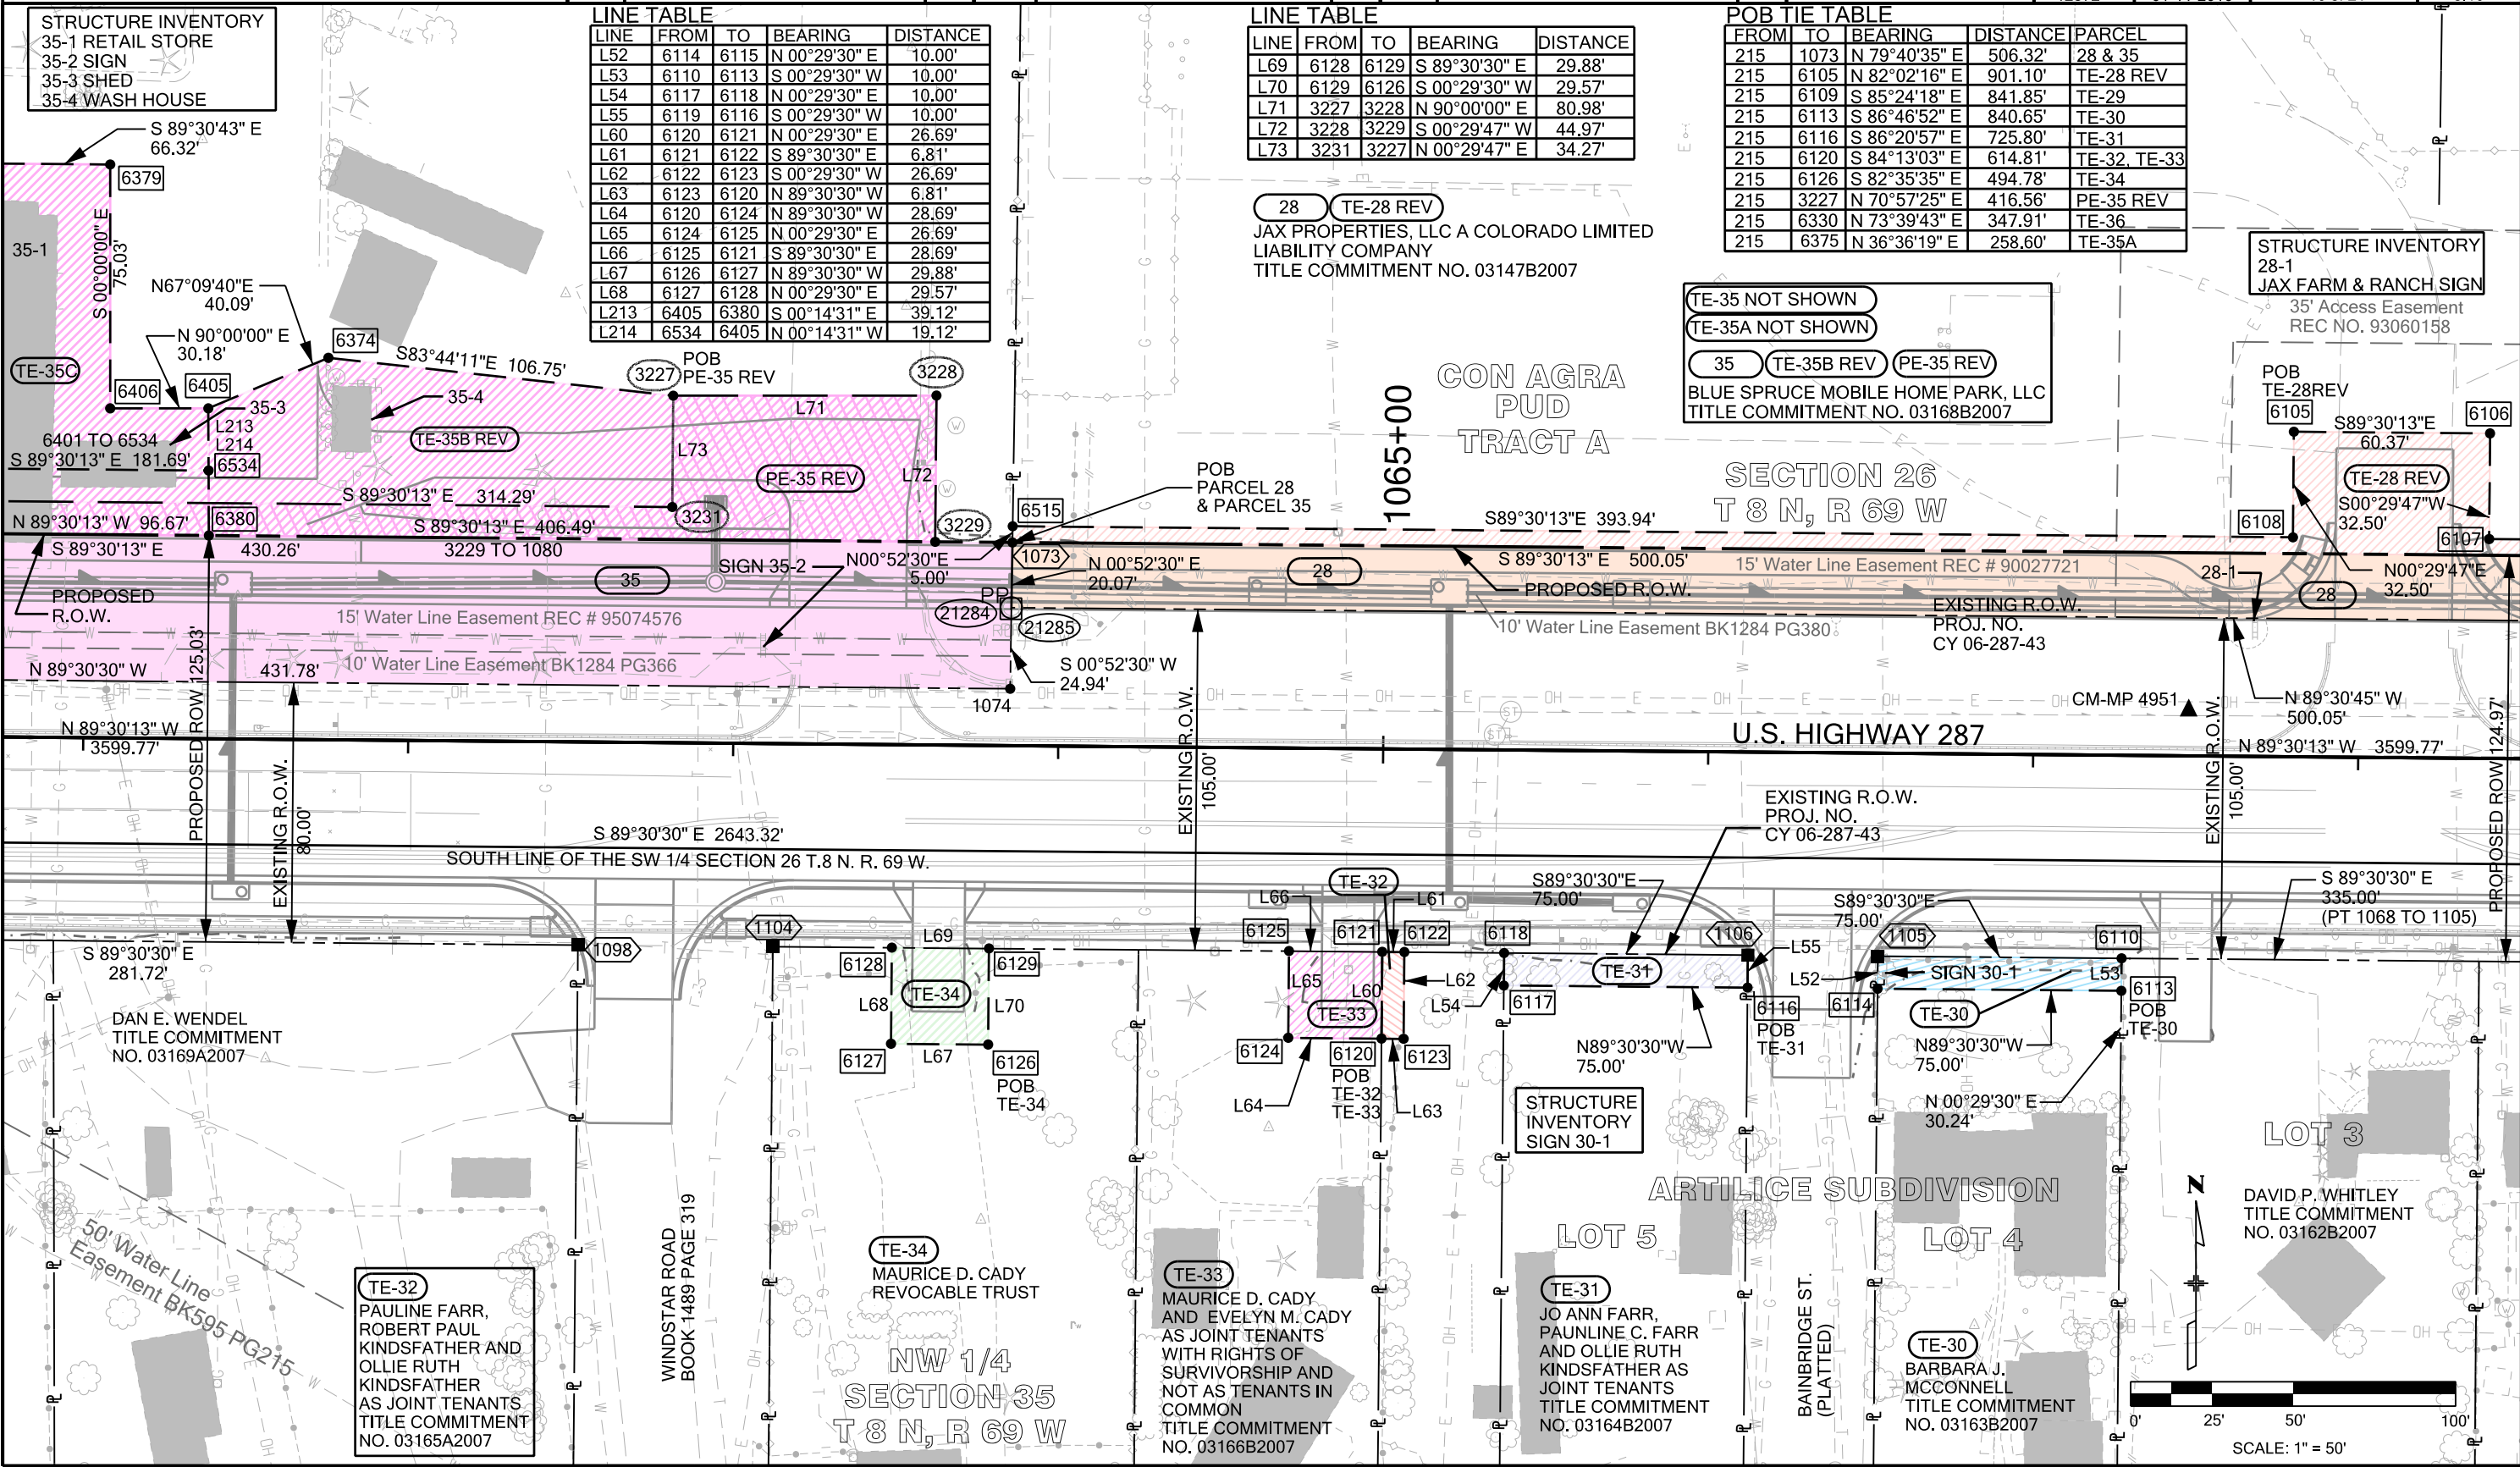 STRUCTURE INVENTORY
35-1 RETAIL STORE
35-2 SIGN
35-3 SHED
35-4 WASH HOUSE
LINE TABLE
LINE FROM TO BEARING DISTANCE
L52 6114 6115 N 00°29'30" E 10.00'
L53 6110 6113 S 00°29'30" W 10.00'
L54 6117 6118 N 00°29'30" E 10.00'
L55 6119 6116 S 00°29'30" W 10.00'
L60 6120 6121 N 00°29'30" E 26.69'
L61 6121 6122 S 89°30'30" E 6.81'
L62 6122 6123 S 00°29'30" W 26.69'
L63 6123 6120 N 89°30'30" W 6.81'
L64 6120 6124 N 89°30'30" W 28.69'
L65 6124 6125 N 00°29'30" E 26.69'
L66 6125 6121 S 89°30'30" E 28.69'
L67 6126 6127 N 89°30'30" W 29.88'
L68 6127 6128 N 00°29'30" E 29.57'
L213 6405 6380 S 00°14'31" E 39.12'
L214 6534 6405 N 00°14'31" W 19.12'
LINE TABLE
LINE FROM TO BEARING DISTANCE
L69 6128 6129 S 89°30'30" E 29.88'
L70 6129 6126 S 00°29'30" W 29.57'
L71 3227 3228 N 90°00'00" E 80.98'
L72 3228 3229 S 00°29'47" W 44.97'
L73 3231 3227 N 00°29'47" E 34.27'
POB TIE TABLE
FROM TO BEARING DISTANCE PARCEL
215 1073 N 79°40'35" E 506.32' 28 & 35
215 6105 N 82°02'16" E 901.10' TE-28 REV
215 6109 S 85°24'18" E 841.85' TE-29
215 6113 S 86°46'52" E 840.65' TE-30
215 6116 S 86°20'57" E 725.80' TE-31
215 6120 S 84°13'03" E 614.81' TE-32, TE-33
215 6126 S 82°35'35" E 494.78' TE-34
215 3227 N 70°57'25" E 416.56' PE-35 REV
215 6330 N 73°39'43" E 347.91' TE-36
215 6375 N 36°36'19" E 258.60' TE-35A
28 TE-28 REV
JAX PROPERTIES, LLC A COLORADO LIMITED
LIABILITY COMPANY
TITLE COMMITMENT NO. 03147B2007
TE-35 NOT SHOWN
TE-35A NOT SHOWN
35 TE-35B REV PE-35 REV
BLUE SPRUCE MOBILE HOME PARK, LLC
TITLE COMMITMENT NO. 03168B2007
STRUCTURE INVENTORY
28-1
JAX FARM & RANCH SIGN
35' Access Easement
REC NO. 93060158
S 89°30'43" E
66.32'
6379
35-1
S 00°00'00" E
75.03'
N67°09'40"E
40.09'
N 90°00'00" E
30.18'
TE-35C
6406
6405
6374
S83°44'11"E 106.75'
3227
POB
PE-35 REV
3228
35-3
35-4
L213
L214
6401 TO 6534
S 89°30'13" E 181.69'
6534
TE-35B REV
L71
L73
L72
PE-35 REV
S 89°30'13" E 314.29'
N 89°30'13" W 96.67'
6380
S 89°30'13" E 406.49'
3231
3229
S 89°30'13" E 430.26'
3229 TO 1080
CON AGRA
PUD
TRACT A
1065+00
SECTION 26
T 8 N, R 69 W
POB
PARCEL 28
& PARCEL 35
6515
S89°30'13"E 393.94'
POB
TE-28REV
6105
6106
S89°30'13"E
60.37'
TE-28 REV
S00°29'47"W
32.50'
6108
6107
N00°29'47"E
32.50'
PROPOSED
R.O.W.
35
SIGN 35-2
N00°52'30"E
5.00'
1073
N 00°52'30" E
20.07'
28
S 89°30'13" E 500.05'
15' Water Line Easement REC # 90027721
PROPOSED R.O.W.
28-1
28
15' Water Line Easement REC # 95074576
PP
21284
21285
10' Water Line Easement BK1284 PG380
EXISTING R.O.W.
PROJ. NO.
CY 06-287-43
N 89°30'30" W 431.78'
10' Water Line Easement BK1284 PG366
S 00°52'30" W
24.94'
1074
CM-MP 4951
N 89°30'45" W
500.05'
N 89°30'13" W
3599.77'
PROPOSED ROW 125.03'
EXISTING R.O.W.
80.00'
EXISTING R.O.W.
105.00'
U.S. HIGHWAY 287
N 89°30'13" W 3599.77'
EXISTING R.O.W.
105.00'
PROPOSED ROW 124.97'
S 89°30'30" E 2643.32'
SOUTH LINE OF THE SW 1/4 SECTION 26 T.8 N. R. 69 W.
EXISTING R.O.W.
PROJ. NO.
CY 06-287-43
S 89°30'30" E
281.72'
1098
1104
L69
6128
6129
TE-34
L68
L70
6127
L67
6126
POB
TE-34
TE-32
L66
L61
6125
6121
6122
L65
L60
L62
TE-33
6124
6120
6123
POB
TE-32
TE-33
L64
L63
S89°30'30"E
75.00'
6118
TE-31
1106
L55
L54
6117
6116
POB
TE-31
N89°30'30"W
75.00'
S89°30'30"E
75.00'
1105
6110
L52
SIGN 30-1
L53
6114
6113
POB
TE-30
TE-30
N89°30'30"W
75.00'
N 00°29'30" E
30.24'
S 89°30'30" E
335.00'
(PT 1068 TO 1105)
DAN E. WENDEL
TITLE COMMITMENT
NO. 03169A2007
STRUCTURE
INVENTORY
SIGN 30-1
ARTILICE SUBDIVISION
LOT 5
LOT 4
LOT 3
50' Water Line
Easement BK595 PG215
TE-32
PAULINE FARR,
ROBERT PAUL
KINDSFATHER AND
OLLIE RUTH
KINDSFATHER
AS JOINT TENANTS
TITLE COMMITMENT
NO. 03165A2007
WINDSTAR ROAD
BOOK 1489 PAGE 319
TE-34
MAURICE D. CADY
REVOCABLE TRUST
NW 1/4
SECTION 35
T 8 N, R 69 W
TE-33
MAURICE D. CADY
AND EVELYN M. CADY
AS JOINT TENANTS
WITH RIGHTS OF
SURVIVORSHIP AND
NOT AS TENANTS IN
COMMON
TITLE COMMITMENT
NO. 03166B2007
TE-31
JO ANN FARR,
PAUNLINE C. FARR
AND OLLIE RUTH
KINDSFATHER AS
JOINT TENANTS
TITLE COMMITMENT
NO. 03164B2007
BAINBRIDGE ST.
(PLATTED)
TE-30
BARBARA J.
MCCONNELL
TITLE COMMITMENT
NO. 03163B2007
N
DAVID P. WHITLEY
TITLE COMMITMENT
NO. 03162B2007
0' 25' 50' 100'
SCALE: 1" = 50'